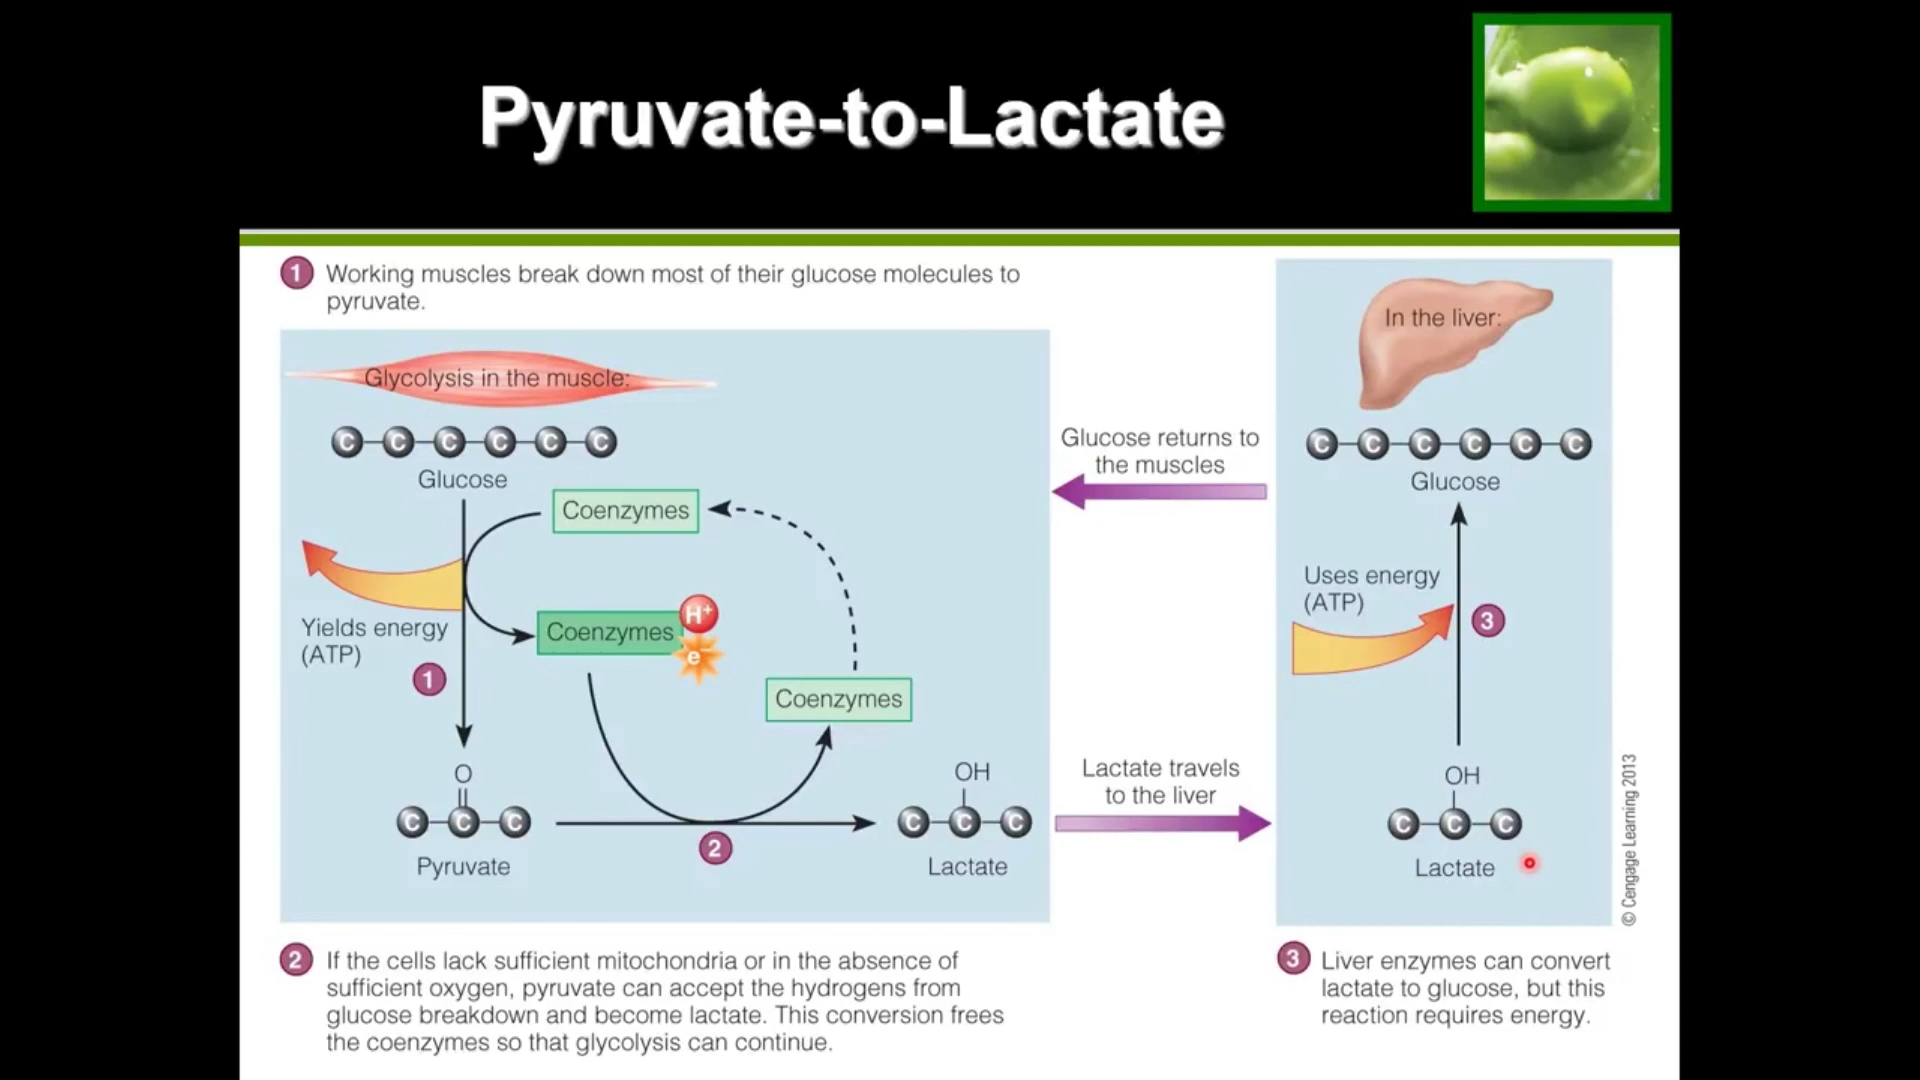 Pyruvate-to-Lactate
1 Working muscles break down most of their glucose molecules to
pyruvate.
Glycolysis in the muscle:
C C C C C C
Glucose
Coenzymes
Yields energy
(ATP)
1
Coenzymes
H+
e-
Coenzymes
O
C C C
Pyruvate
2
OH
C C C
Lactate
Glucose returns to
the muscles
Lactate travels
to the liver
In the liver:
C C C C C C
Glucose
Uses energy
(ATP)
3
OH
C C C
Lactate
© Cengage Learning 2013
2 If the cells lack sufficient mitochondria or in the absence of
sufficient oxygen, pyruvate can accept the hydrogens from
glucose breakdown and become lactate. This conversion frees
the coenzymes so that glycolysis can continue.
3 Liver enzymes can convert
lactate to glucose, but this
reaction requires energy.